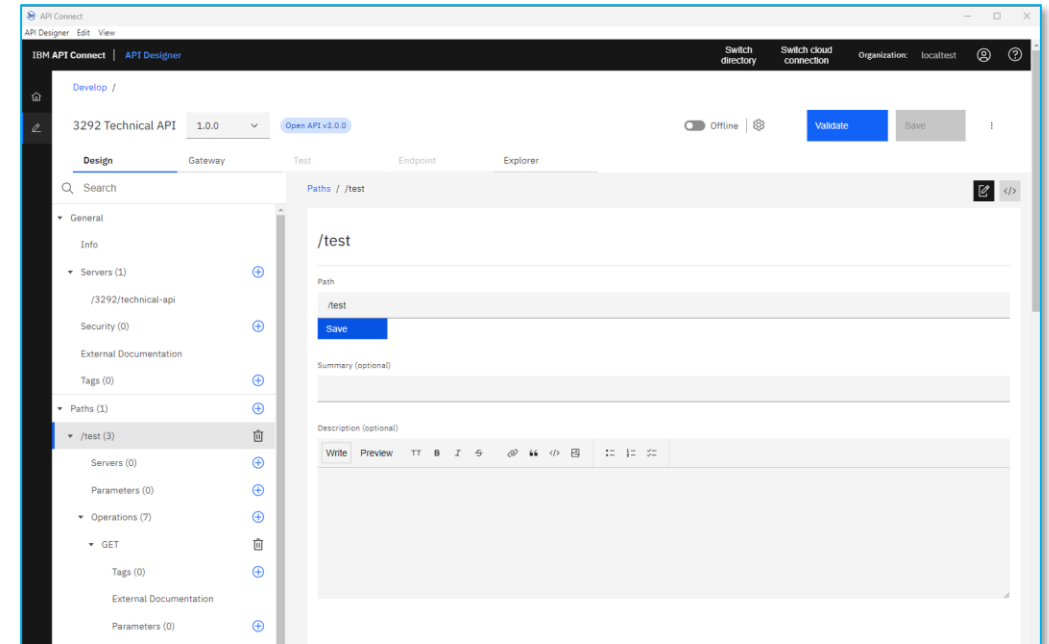 API Connect
API Designer Edit View
IBM API Connect | API Designer
Switch directory
Switch cloud connection
Organization: localtest
Develop /
3292 Technical API 1.0.0 Open API v3.0.0 Offline Validate Save
Design Gateway Test Endpoint Explorer
Search
Paths / /test
General
Info
Servers (1)
/3292/technical-api
Security (0)
External Documentation
Tags (0)
Paths (1)
/test (3)
Servers (0)
Parameters (0)
Operations (7)
GET
Tags (0)
External Documentation
Parameters (0)
/test
Path
/test
Save
Summary (optional)
Description (optional)
Write Preview TT B I S